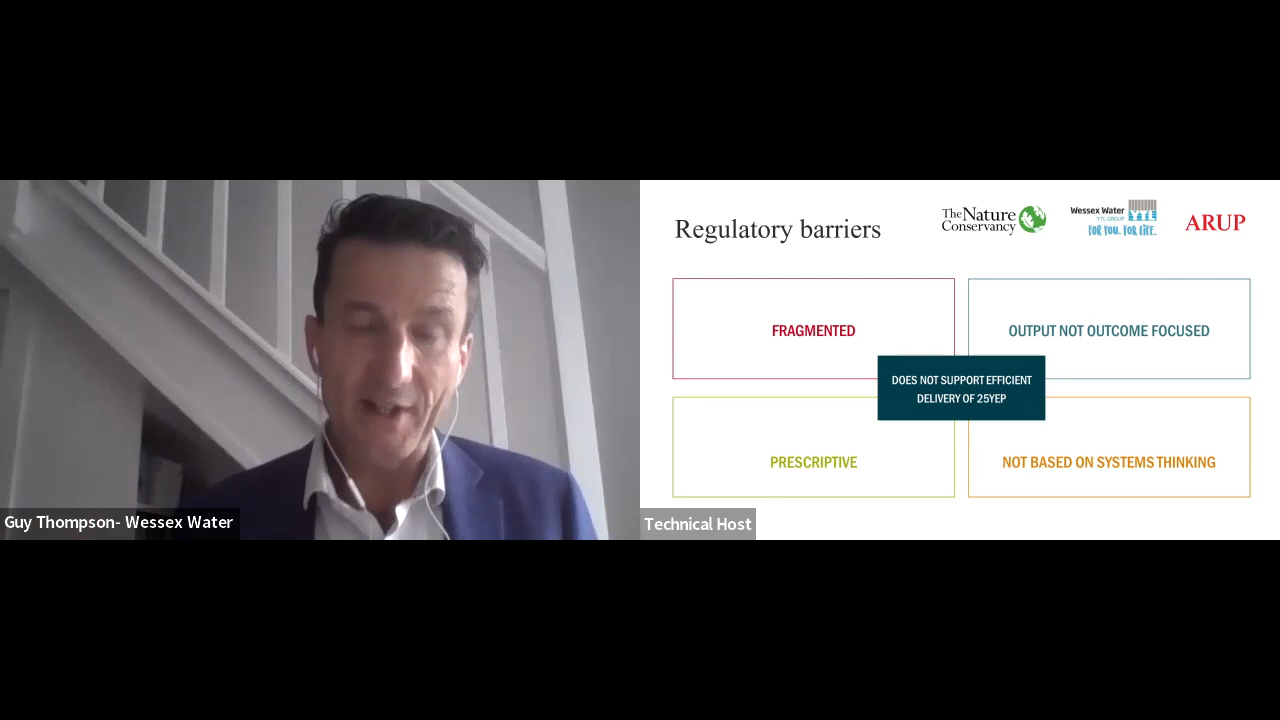 Regulatory barriers
The Nature
Conservancy
Wessex Water
YTL GROUP
YTL
FOR YOU. FOR LIFE.
ARUP
FRAGMENTED
OUTPUT NOT OUTCOME FOCUSED
DOES NOT SUPPORT EFFICIENT
DELIVERY OF 25YEP
PRESCRIPTIVE
NOT BASED ON SYSTEMS THINKING
Guy Thompson- Wessex Water
Technical Host